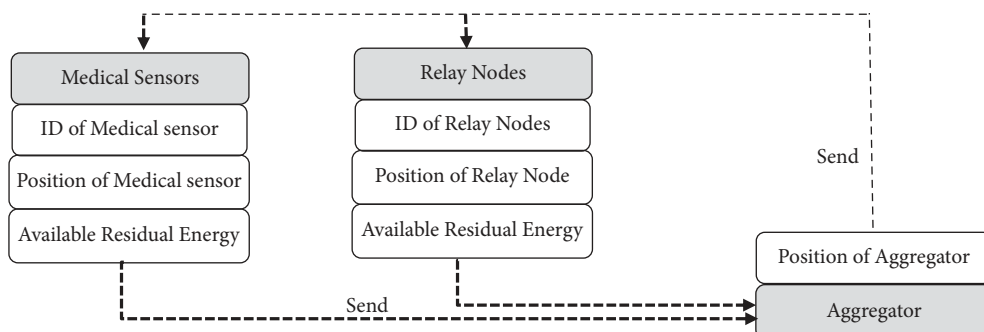 Medical Sensors
ID of Medical sensor
Position of Medical sensor
Available Residual Energy
Relay Nodes
ID of Relay Nodes
Position of Relay Node
Available Residual Energy
Send
Position of Aggregator
Aggregator
Send